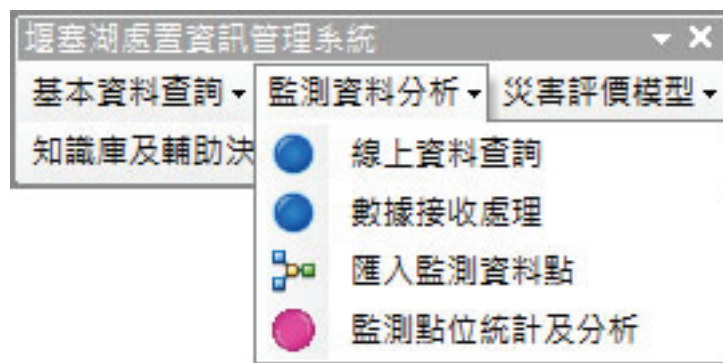 堰塞湖處置資訊管理系統
基本資料查詢 監測資料分析 災害評價模型
知識庫及輔助決
線上資料查詢
數據接收處理
匯入監測資料點
監測點位統計及分析